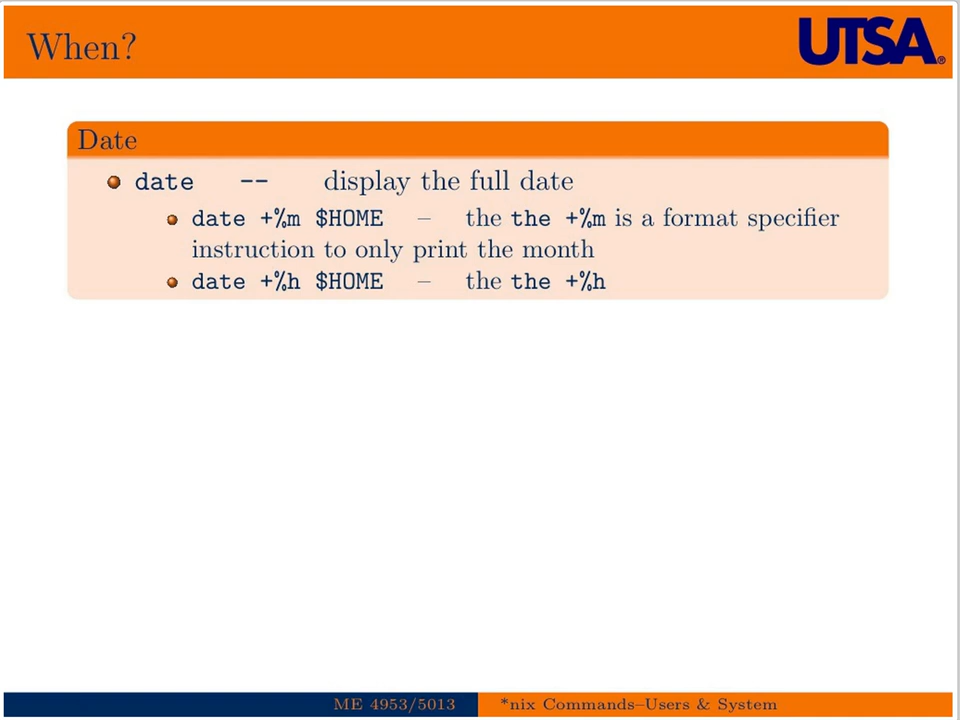 When?
UTSA®
Date
date -- display the full date
date +%m $HOME – the the +%m is a format specifier
instruction to only print the month
date +%h $HOME – the the +%h
ME 4953/5013 *nix Commands–Users & System